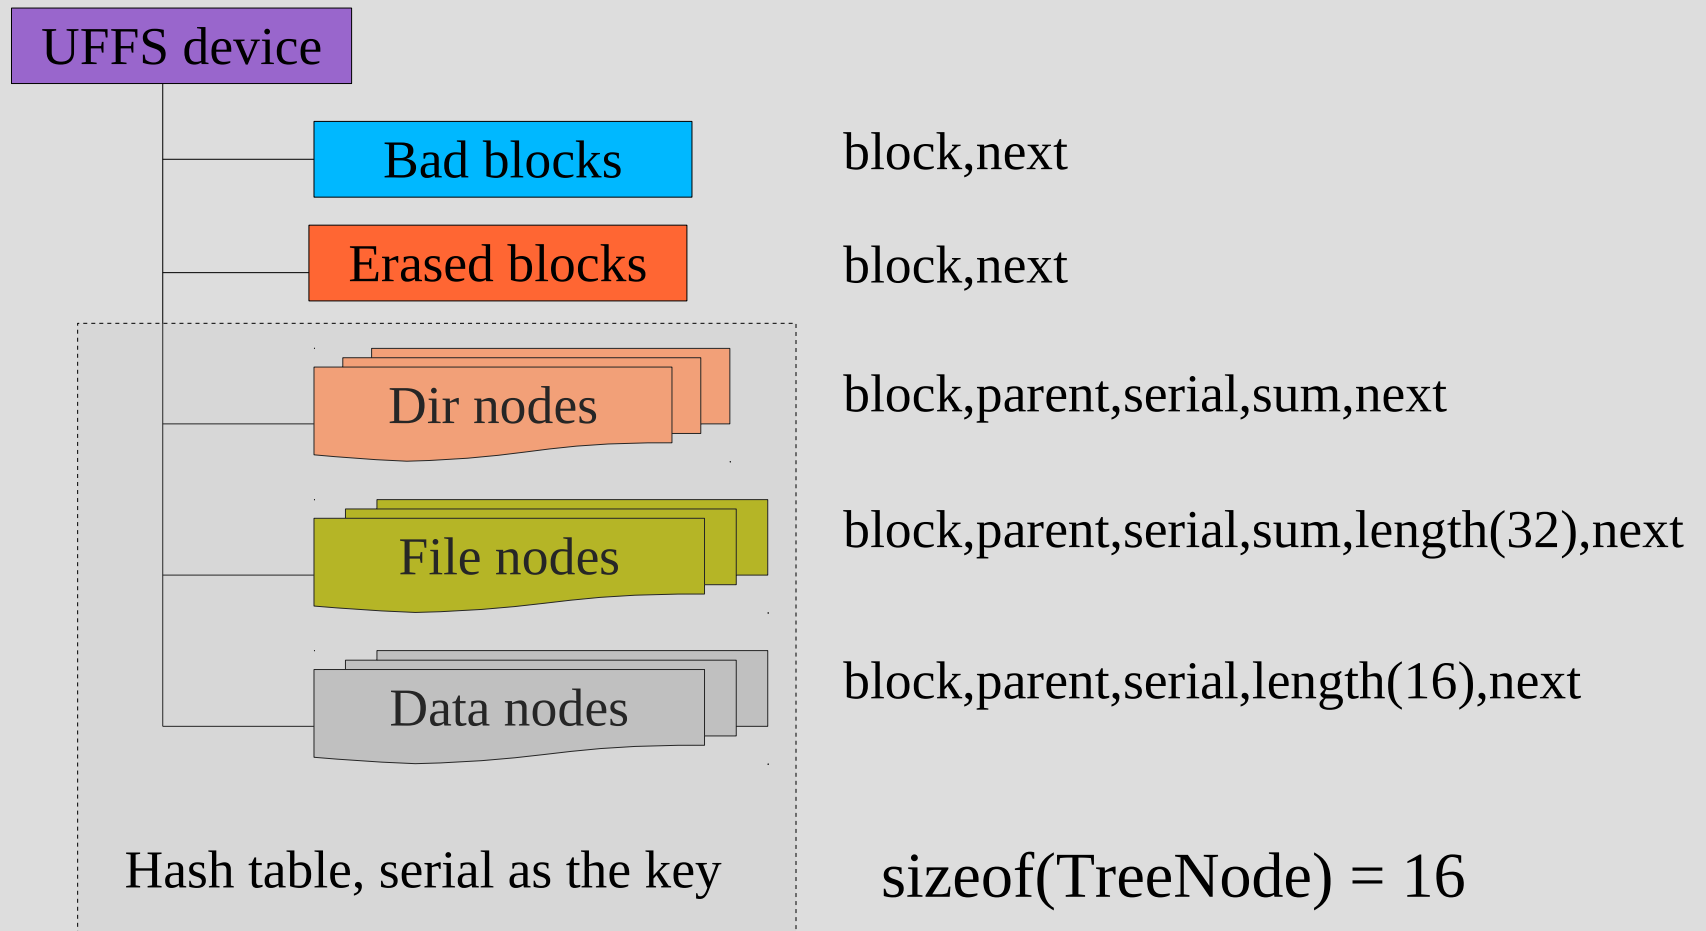 UFFS device
Bad blocks
block,next
Erased blocks
block,next
Dir nodes
block,parent,serial,sum,next
File nodes
block,parent,serial,sum,length(32),next
Data nodes
block,parent,serial,length(16),next
Hash table, serial as the key
sizeof(TreeNode) = 16